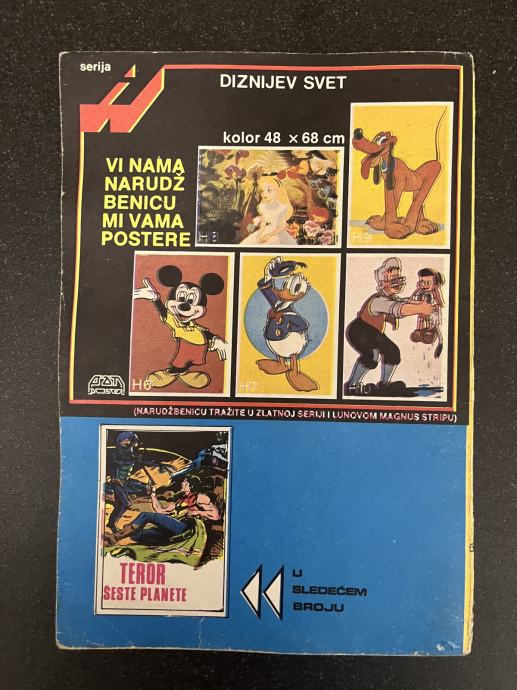 serija
DIZNIJEV SVET
kolor 48 × 68 cm
VI NAMA
NARUDŽ
BENICU
MI VAMA
POSTERE
H8
H9
H6
H7
(NARUDŽBENICU TRAŽITE U ZLATNOJ SERIJI I LUNOVOM MAGNUS STRIPU)
TEROR
ŠESTE PLANETE
U
SLEDEĆEM
BROJU